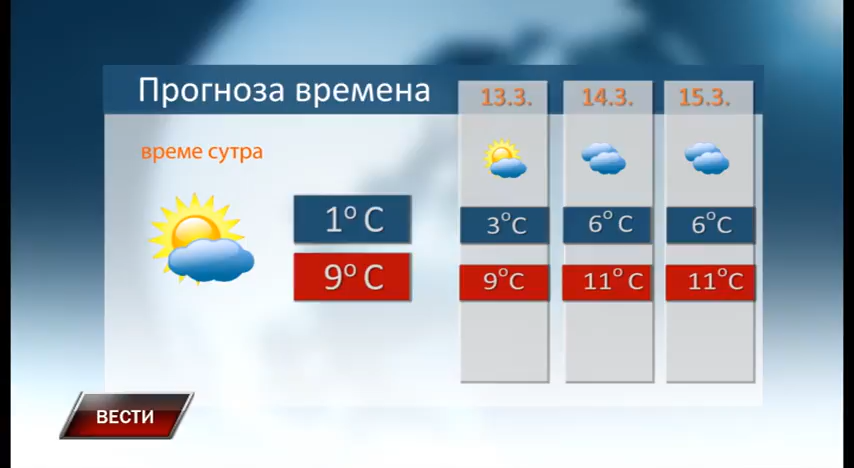 Прогноза времена
време сутра
1°C
9°C
13.3.
3°C
9°C
14.3.
6°C
11°C
15.3.
6°C
11°C
ВЕСТИ